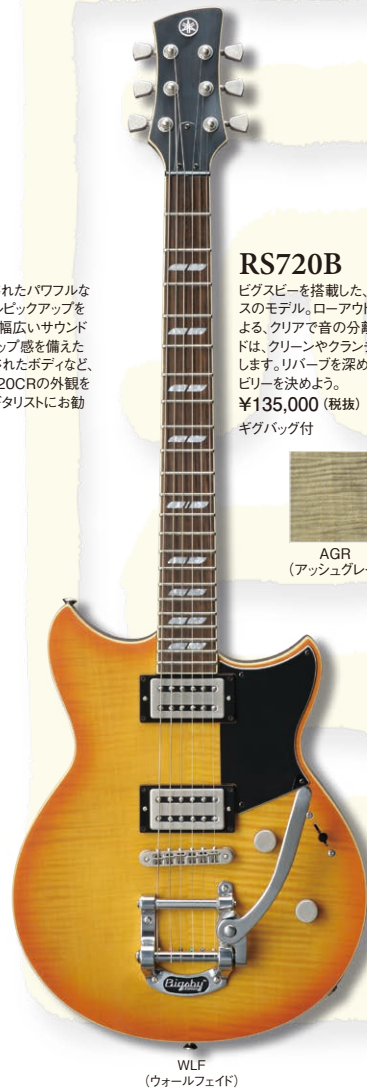 れたパワフルな
ルピックアップを
幅広いサウンド
ップ感を備えた
されたボディなど、
20CRの外観を
タリストにお勧
RS720B
ビグスビーを搭載した、
スのモデル。ローアウト
よる、クリアで音の分離
ドは、クリーンやクランチ
します。リバーブを深め
ビリーを決めよう。
¥135,000（税抜）
ギグバッグ付
AGR
（アッシュグレー
Bigsby
WLF
（ウォールフェイド）